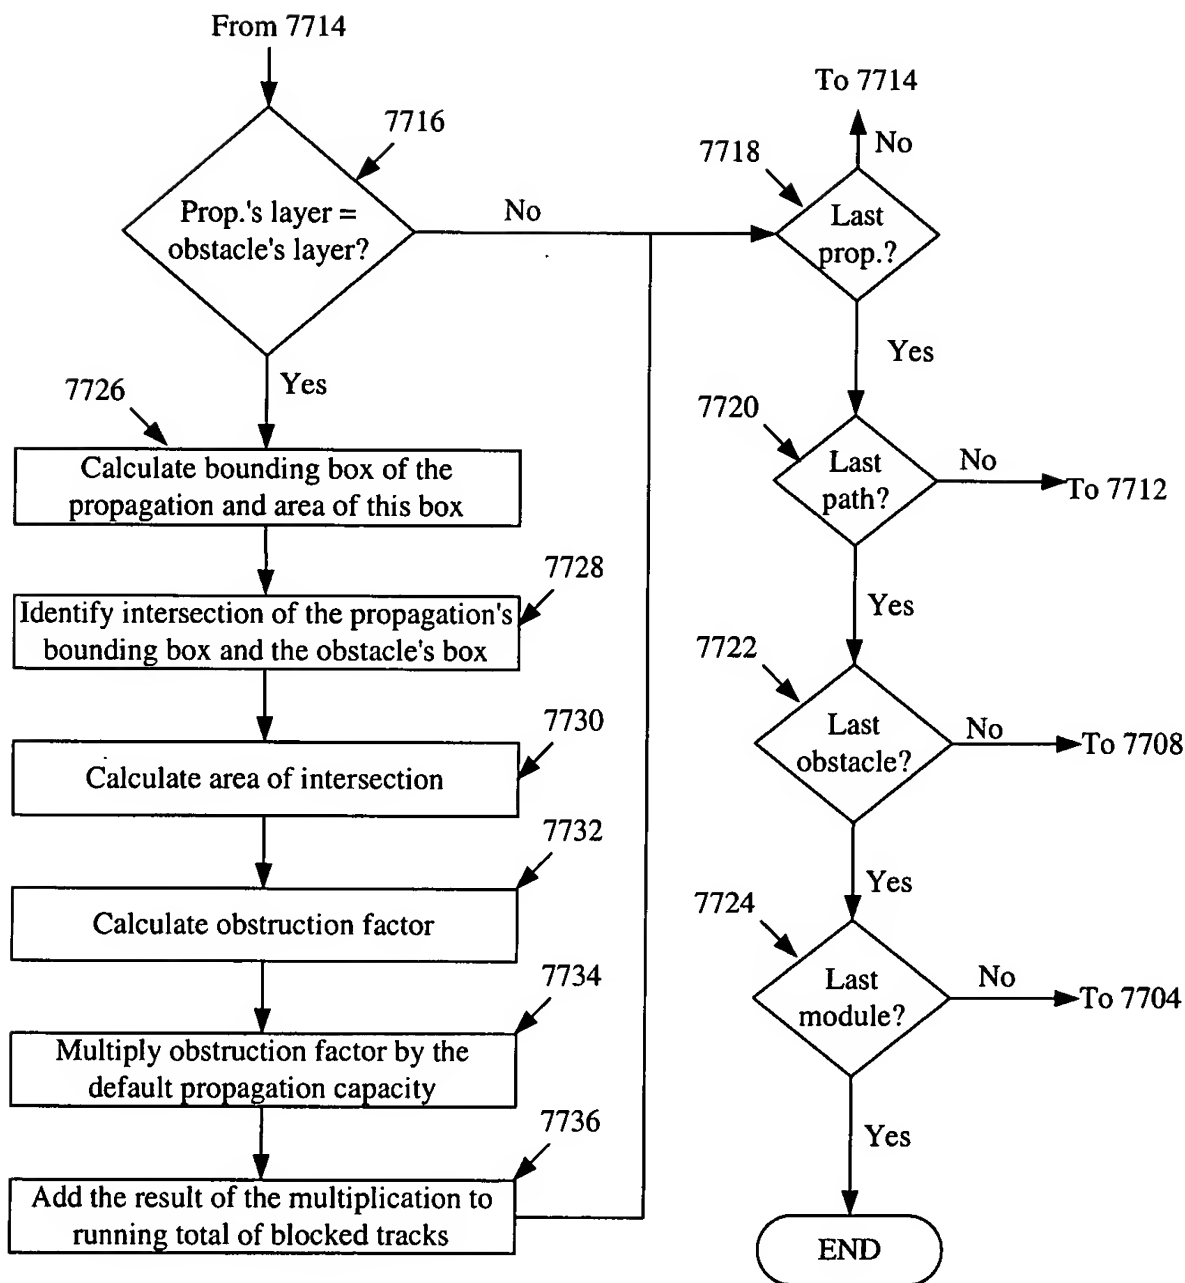 From 7714
7716
Prop.'s layer =
obstacle's layer?
No
Yes
7726
Calculate bounding box of the
propagation and area of this box
7728
Identify intersection of the propagation's
bounding box and the obstacle's box
7730
Calculate area of intersection
7732
Calculate obstruction factor
7734
Multiply obstruction factor by the
default propagation capacity
7736
Add the result of the multiplication to
running total of blocked tracks
To 7714
No
7718
Last
prop.?
Yes
7720
Last
path?
No
To 7712
Yes
7722
Last
obstacle?
No
To 7708
Yes
7724
Last
module?
No
To 7704
Yes
END